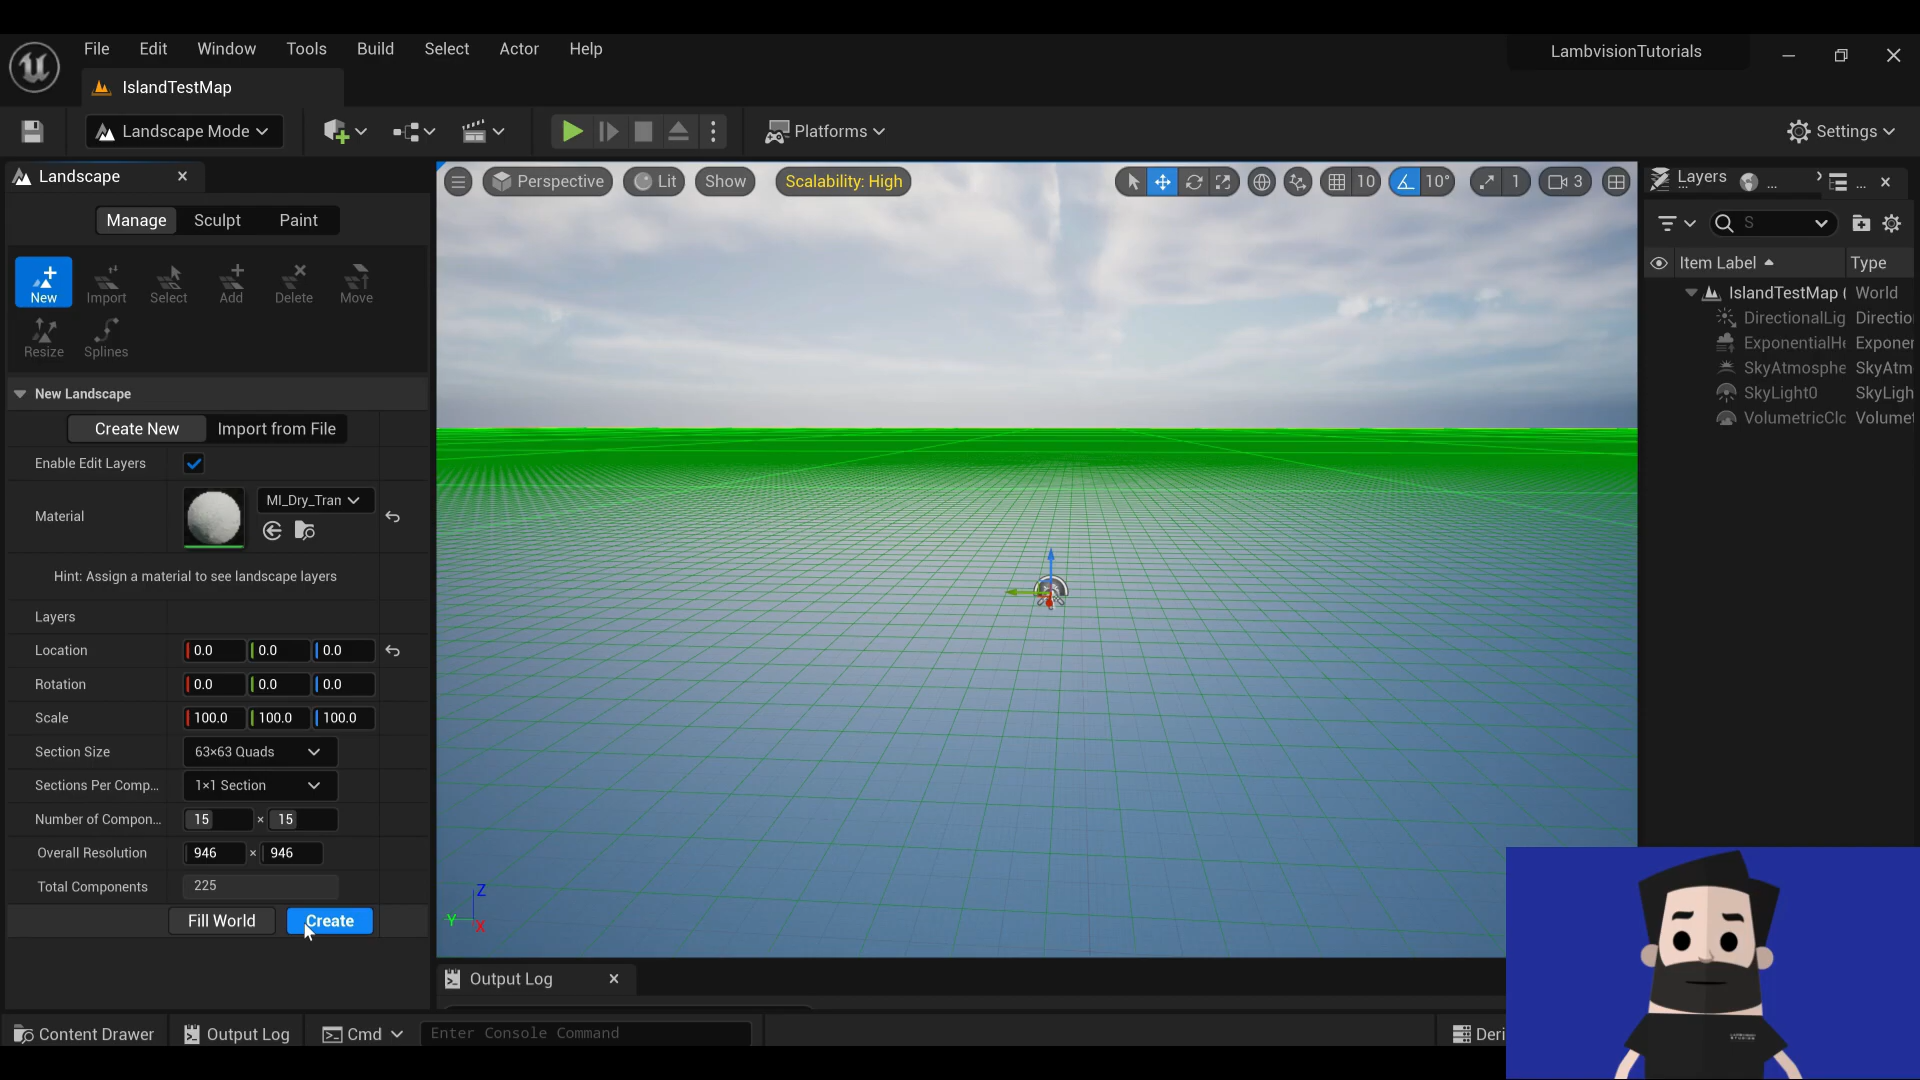 File Edit Window Tools Build Select Actor Help
LambvisionTutorials
IslandTestMap
Landscape Mode
Platforms
Settings
Landscape
Manage Sculpt Paint
New Import Select Add Delete Move
Resize Splines
New Landscape
Create New Import from File
Enable Edit Layers
Material MI_Dry_Tran
Hint: Assign a material to see landscape layers
Layers
Location 0.0 0.0 0.0
Rotation 0.0 0.0 0.0
Scale 100.0 100.0 100.0
Section Size 63×63 Quads
Sections Per Comp... 1×1 Section
Number of Compon... 15 × 15
Overall Resolution 946 × 946
Total Components 225
Fill World Create
Perspective Lit Show Scalability: High 10 10° 1 3
Z
Y
X
Layers ... ...
S
Item Label Type
IslandTestMap ( World
DirectionalLig Directio
ExponentialHe Exponer
SkyAtmosphe SkyAtm
SkyLight0 SkyLigh
VolumetricClo Volumet
Output Log
Content Drawer Output Log Cmd Enter Console Command Deri